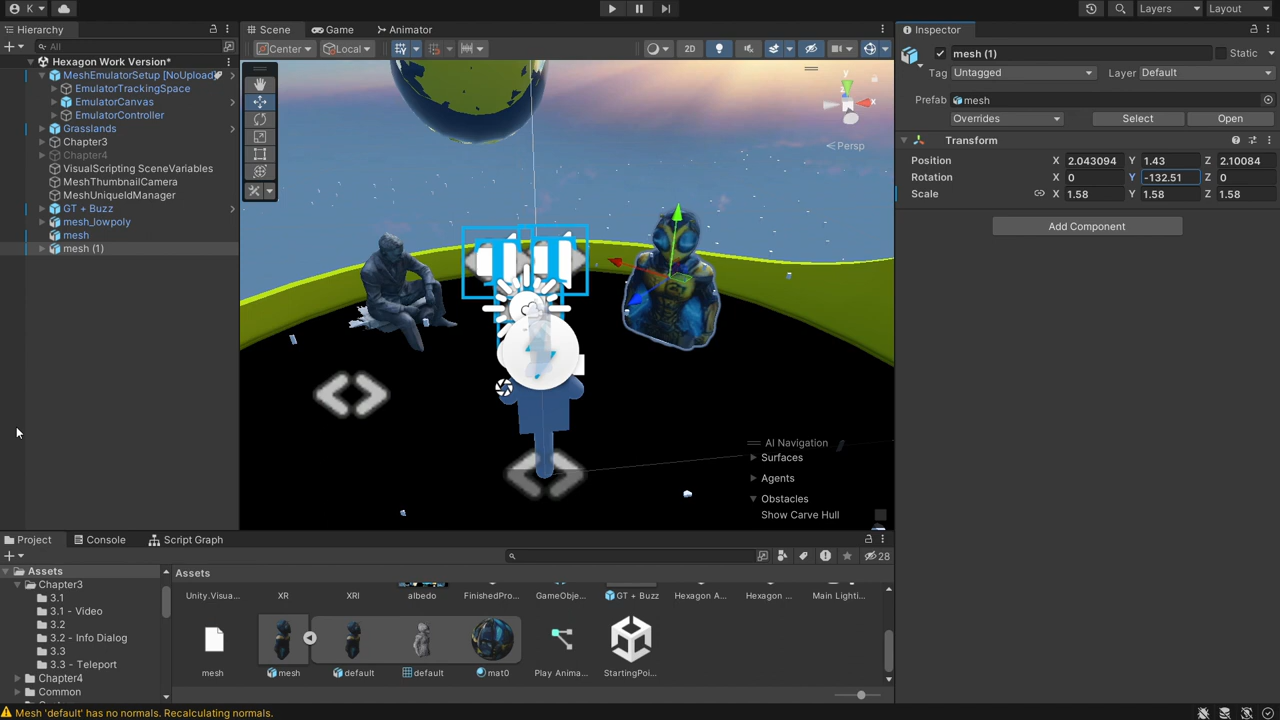 K
Layers
Layout
Hierarchy
All
Hexagon Work Version*
MeshEmulatorSetup [NoUpload
EmulatorTrackingSpace
EmulatorCanvas
EmulatorController
Grasslands
Chapter3
Chapter4
VisualScripting SceneVariables
MeshThumbnailCamera
MeshUniqueIdManager
GT + Buzz
mesh_lowpoly
mesh
mesh (1)
Scene
Game
Animator
Center
Local
2D
y
x
Persp
AI Navigation
Surfaces
Agents
Obstacles
Show Carve Hull
Inspector
mesh (1)
Static
Tag Untagged
Layer Default
Prefab mesh
Overrides
Select
Open
Transform
Position X 2.043094 Y 1.43 Z 2.10084
Rotation X 0 Y -132.51 Z 0
Scale X 1.58 Y 1.58 Z 1.58
Add Component
Project
Console
Script Graph
28
Assets
Chapter3
3.1
3.1 - Video
3.2
3.2 - Info Dialog
3.3
3.3 - Teleport
Chapter4
Common
Assets
Unity.Visua...
XR
XRI
albedo
FinishedPro...
GameObje...
GT + Buzz
Hexagon A...
Hexagon ...
Main Lighti...
mesh
mesh
default
default
mat0
Play Anima...
StartingPoi...
Mesh 'default' has no normals. Recalculating normals.